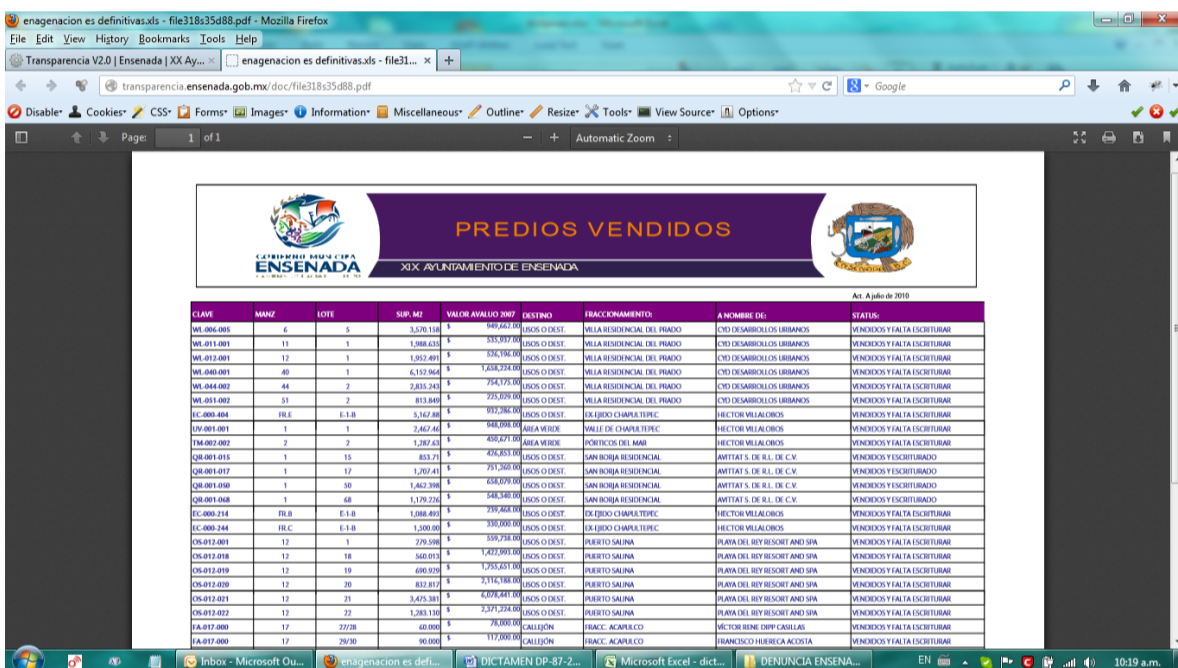 enagenacion es definitivas.xls - file318s35d88.pdf - Mozilla Firefox
File Edit View History Bookmarks Tools Help
Transparencia V2.0 | Ensenada | XX Ay... × enagenacion es definitivas.xls - file31... × +
transparencia.ensenada.gob.mx/doc/file318s35d88.pdf Google
Disable Cookies CSS Forms Images Information Miscellaneous Outline Resize Tools View Source Options
Page: 1 of 1 − + Automatic Zoom
PREDIOS VENDIDOS
ENSENADA
XIX AYUNTAMIENTO DE ENSENADA
Act. A julio de 2010
CLAVE MANZ LOTE SUP. M2 VALOR AVALUO 2007 DESTINO FRACCIONAMIENTO: A NOMBRE DE: STATUS:
WL-006-005 6 5 3,570.158 $ 949,662.00 USOS O DEST. VILLA RESIDENCIAL DEL PRADO CYD DESARROLLOS URBANOS VENDIDOS Y FALTA ESCRITURAR
WL-011-001 11 1 1,988.635 $ 535,937.00 USOS O DEST. VILLA RESIDENCIAL DEL PRADO CYD DESARROLLOS URBANOS VENDIDOS Y FALTA ESCRITURAR
WL-012-001 12 1 1,952.491 $ 526,196.00 USOS O DEST. VILLA RESIDENCIAL DEL PRADO CYD DESARROLLOS URBANOS VENDIDOS Y FALTA ESCRITURAR
WL-040-001 40 1 6,152.964 $ 1,658,224.00 USOS O DEST. VILLA RESIDENCIAL DEL PRADO CYD DESARROLLOS URBANOS VENDIDOS Y FALTA ESCRITURAR
WL-044-002 44 2 2,835.243 $ 754,175.00 USOS O DEST. VILLA RESIDENCIAL DEL PRADO CYD DESARROLLOS URBANOS VENDIDOS Y FALTA ESCRITURAR
WL-051-002 51 2 813.849 $ 225,029.00 USOS O DEST. VILLA RESIDENCIAL DEL PRADO CYD DESARROLLOS URBANOS VENDIDOS Y FALTA ESCRITURAR
EC-000-404 FR.E E-1-B 5,167.88 $ 932,286.00 USOS O DEST. EX-EJIDO CHAPULTEPEC HECTOR VILLALOBOS VENDIDOS Y FALTA ESCRITURAR
UV-001-001 1 1 2,467.46 $ 948,098.00 AREA VERDE VALLE DE CHAPULTEPEC HECTOR VILLALOBOS VENDIDOS Y FALTA ESCRITURAR
TM-002-002 2 2 1,287.63 $ 450,671.00 AREA VERDE PÓRTICOS DEL MAR HECTOR VILLALOBOS VENDIDOS Y FALTA ESCRITURAR
QR-001-015 1 15 853.71 $ 426,853.00 USOS O DEST. SAN BORJA RESIDENCIAL AVITTAT S. DE R.L. DE C.V. VENDIDOS Y ESCRITURADO
QR-001-017 1 17 1,707.41 $ 751,260.00 USOS O DEST. SAN BORJA RESIDENCIAL AVITTAT S. DE R.L. DE C.V. VENDIDOS Y ESCRITURADO
QR-001-050 1 50 1,462.398 $ 658,079.00 USOS O DEST. SAN BORJA RESIDENCIAL AVITTAT S. DE R.L. DE C.V. VENDIDOS Y ESCRITURADO
QR-001-068 1 68 1,179.226 $ 548,340.00 USOS O DEST. SAN BORJA RESIDENCIAL AVITTAT S. DE R.L. DE C.V. VENDIDOS Y ESCRITURADO
EC-000-214 FR.B E-1-B 1,088.493 $ 239,468.00 USOS O DEST. EX-EJIDO CHAPULTEPEC HECTOR VILLALOBOS VENDIDOS Y FALTA ESCRITURAR
EC-000-244 FR.C E-1-B 1,500.00 $ 330,000.00 USOS O DEST. EX-EJIDO CHAPULTEPEC HECTOR VILLALOBOS VENDIDOS Y FALTA ESCRITURAR
OS-012-001 12 1 279.598 $ 559,738.00 USOS O DEST. PUERTO SALINA PLAYA DEL REY RESORT AND SPA VENDIDOS Y FALTA ESCRITURAR
OS-012-018 12 18 560.013 $ 1,422,993.00 USOS O DEST. PUERTO SALINA PLAYA DEL REY RESORT AND SPA VENDIDOS Y FALTA ESCRITURAR
OS-012-019 12 19 690.929 $ 1,755,651.00 USOS O DEST. PUERTO SALINA PLAYA DEL REY RESORT AND SPA VENDIDOS Y FALTA ESCRITURAR
OS-012-020 12 20 832.817 $ 2,116,188.00 USOS O DEST. PUERTO SALINA PLAYA DEL REY RESORT AND SPA VENDIDOS Y FALTA ESCRITURAR
OS-012-021 12 21 3,475.381 $ 6,078,441.00 USOS O DEST. PUERTO SALINA PLAYA DEL REY RESORT AND SPA VENDIDOS Y FALTA ESCRITURAR
OS-012-022 12 22 1,283.130 $ 2,371,224.00 USOS O DEST. PUERTO SALINA PLAYA DEL REY RESORT AND SPA VENDIDOS Y FALTA ESCRITURAR
FA-017-000 17 27/28 60.000 $ 78,000.00 CALLEJÓN FRACC. ACAPULCO VÍCTOR RENE DIPP CASILLAS VENDIDOS Y FALTA ESCRITURAR
FA-017-000 17 29/30 90.000 $ 117,000.00 CALLEJÓN FRACC. ACAPULCO FRANCISCO HUERECA ACOSTA VENDIDOS Y FALTA ESCRITURAR
Inbox - Microsoft Ou... enagenacion es defi... DICTAMEN DP-87-2... Microsoft Excel - dict... DENUNCIA ENSENA... EN 10:19 a.m.